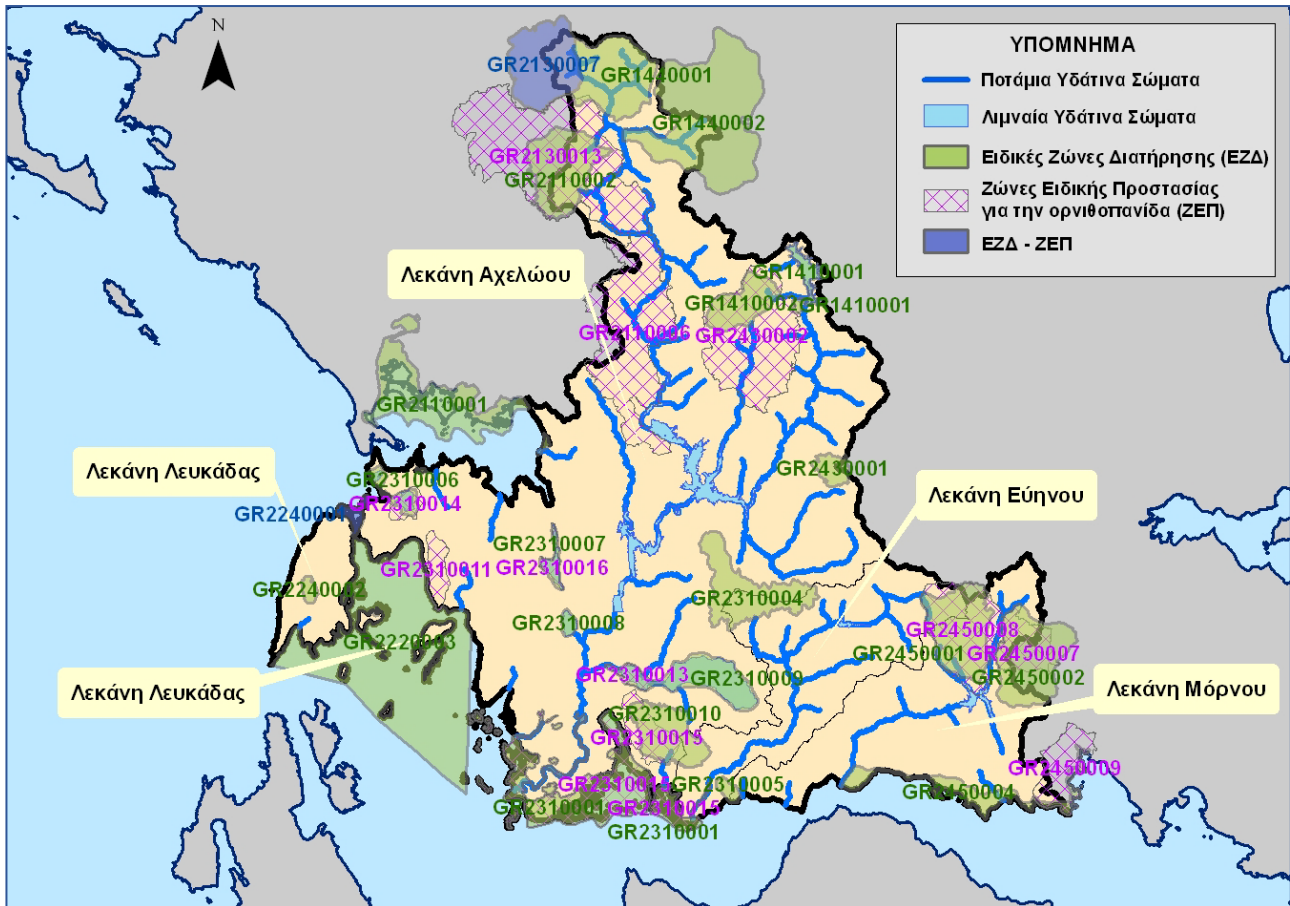 N
ΥΠΟΜΝΗΜΑ
Ποτάμια Υδάτινα Σώματα
Λιμναία Υδάτινα Σώματα
Ειδικές Ζώνες Διατήρησης (ΕΖΔ)
Ζώνες Ειδικής Προστασίας
για την ορνιθοπανίδα (ΖΕΠ)
ΕΖΔ - ΖΕΠ
GR2130007
GR1440001
GR1440002
GR2130013
GR2110002
Λεκάνη Αχελώου
GR1410001
GR1410002
GR1410001
GR2110006
GR2430002
GR2110001
Λεκάνη Λευκάδας
GR2310006
GR2310014
GR2430001
Λεκάνη Εύηνου
GR2310007
GR2310011
GR2310016
GR2240002
GR2310004
GR2310008
GR2450008
GR2220003
GR2450001
GR2450007
GR2310013
GR2310009
GR2450002
Λεκάνη Λευκάδας
Λεκάνη Μόρνου
GR2310010
GR2310015
GR2450009
GR2310005
GR2450004
GR2310001
GR2310015
GR2310001